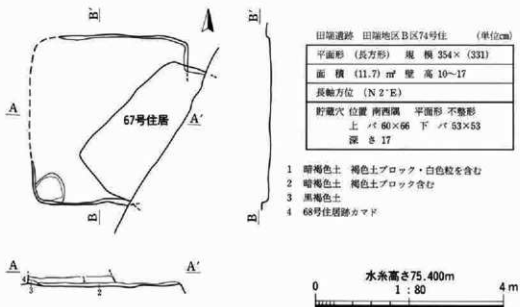 B′
A
67号住居
A′
B
B′
B
田端遺跡 田端地区B区74号住 (単位cm)
平面形 (長方形) 規 模 354×(331)
面 積 (11.7) ㎡ 壁 高 10~17
長軸方位 (N 2°E)
貯蔵穴 位置 南西隅 平面形 不整形
上 バ 60×66 下 バ 53×53
深 さ 17
1 暗褐色土 褐色土ブロック・白色粒を含む
2 暗褐色土 褐色土ブロック含む
3 黒褐色土
4 68号住居跡カマド
A
A′
4
3
2
水糸高さ75.400m
0 1:80 4 m